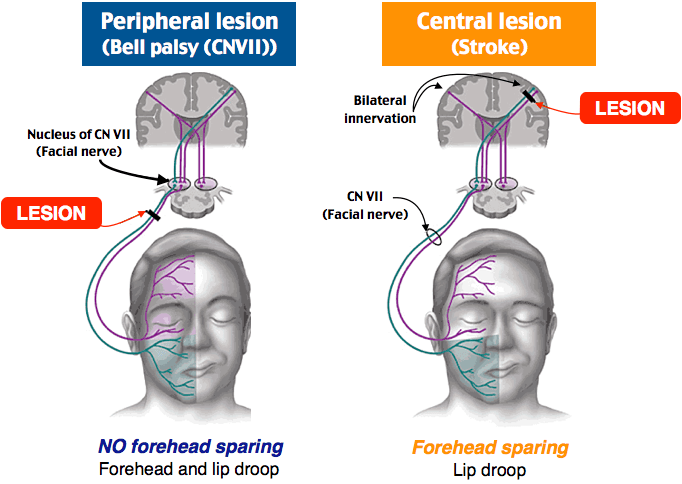 Peripheral lesion
(Bell palsy (CNVII))
Nucleus of CN VII
(Facial nerve)
LESION
NO forehead sparing
Forehead and lip droop
Central lesion
(Stroke)
Bilateral
innervation
LESION
CN VII
(Facial nerve)
Forehead sparing
Lip droop